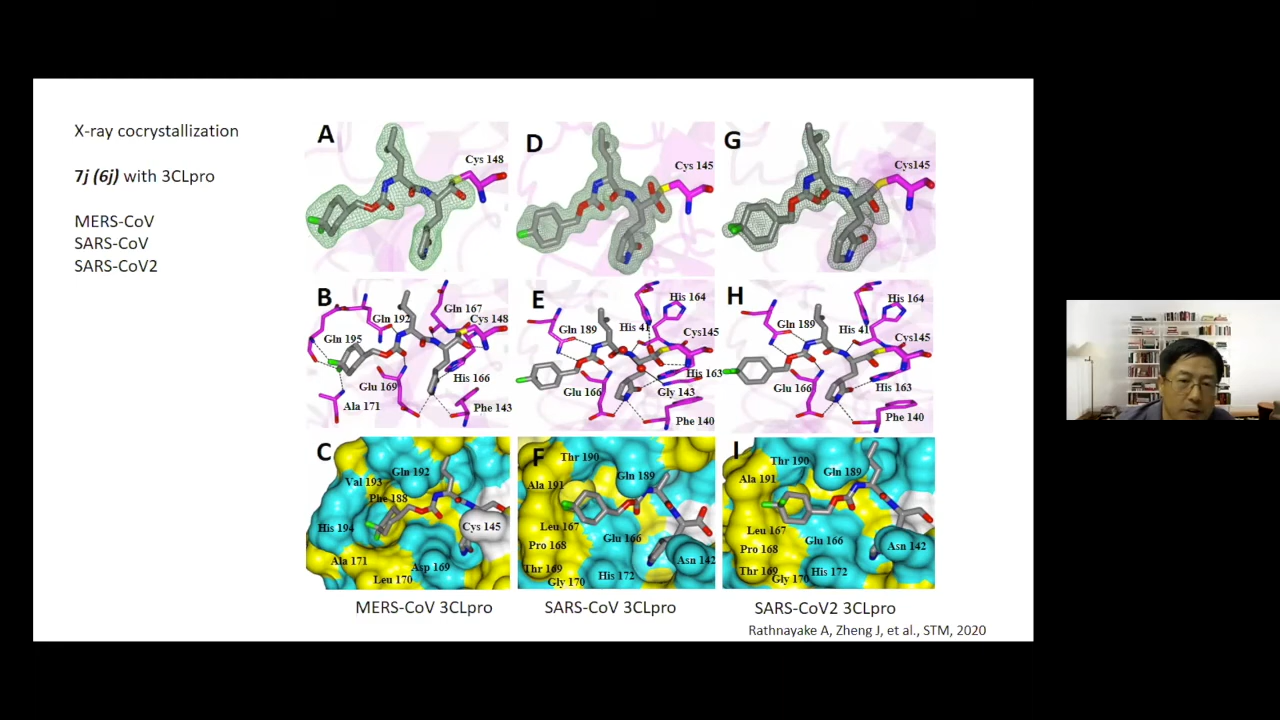 X-ray cocrystallization
7j (6j) with 3CLpro
MERS-CoV
SARS-CoV
SARS-CoV2
A
Cys 148
D
Cys 145
G
Cys145
B
Gln 192
Gln 167
Cys 148
Gln 195
Glu 169
His 166
Ala 171
Phe 143
E
His 164
Gln 189
His 41
Cys145
His 163
Glu 166
Gly 143
Phe 140
H
His 164
Gln 189
His 41
Cys145
Glu 166
His 163
Phe 140
C
Gln 192
Val 193
Phe 188
His 194
Cys 145
Ala 171
Asp 169
Leu 170
F
Thr 190
Gln 189
Ala 191
Leu 167
Glu 166
Pro 168
Asn 142
Thr 169
His 172
Gly 170
I
Thr 190
Gln 189
Ala 191
Leu 167
Glu 166
Pro 168
Asn 142
Thr 169
Gly 170
His 172
MERS-CoV 3CLpro
SARS-CoV 3CLpro
SARS-CoV2 3CLpro
Rathnayake A, Zheng J, et al., STM, 2020